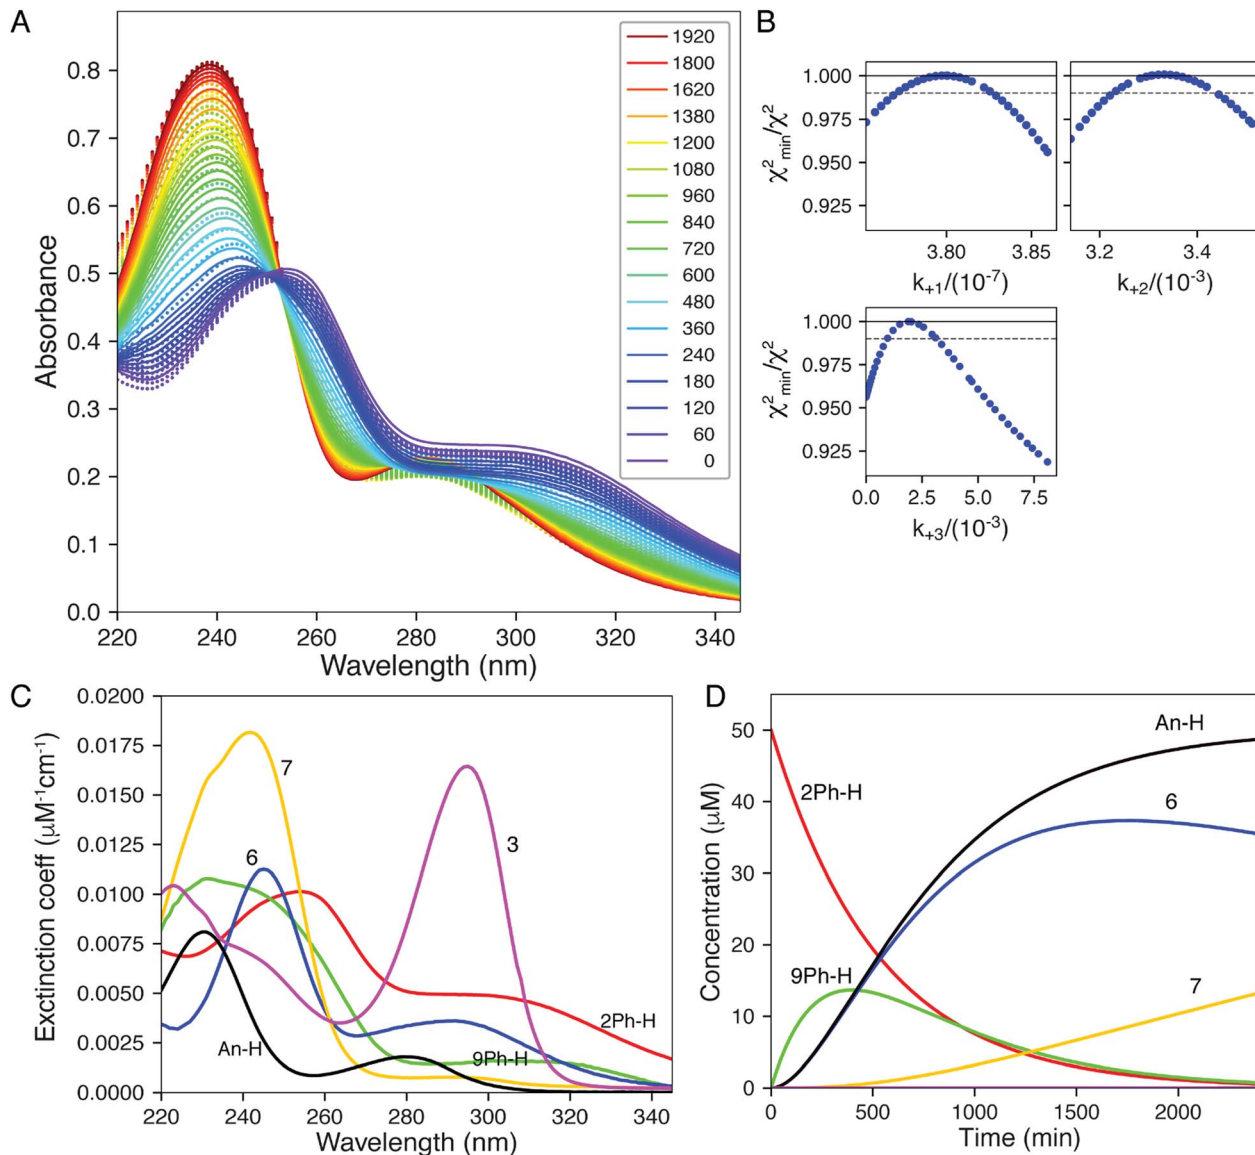 A
Absorbance
0.8
0.7
0.6
0.5
0.4
0.3
0.2
0.1
0.0
220 240 260 280 300 320 340
Wavelength (nm)
1920
1800
1620
1380
1200
1080
960
840
720
600
480
360
240
180
120
60
0
B
χ²min/χ²
1.000
0.975
0.950
0.925
3.80 3.85
k+1/(10-7)
3.2 3.4
k+2/(10-3)
χ²min/χ²
1.000
0.975
0.950
0.925
0.0 2.5 5.0 7.5
k+3/(10-3)
C
Exctinction coeff (μM-1cm-1)
0.0200
0.0175
0.0150
0.0125
0.0100
0.0075
0.0050
0.0025
0.0000
7
3
6
2Ph-H
An-H
9Ph-H
220 240 260 280 300 320 340
Wavelength (nm)
D
Concentration (μM)
50
40
30
20
10
0
An-H
2Ph-H
6
9Ph-H
7
0 500 1000 1500 2000
Time (min)